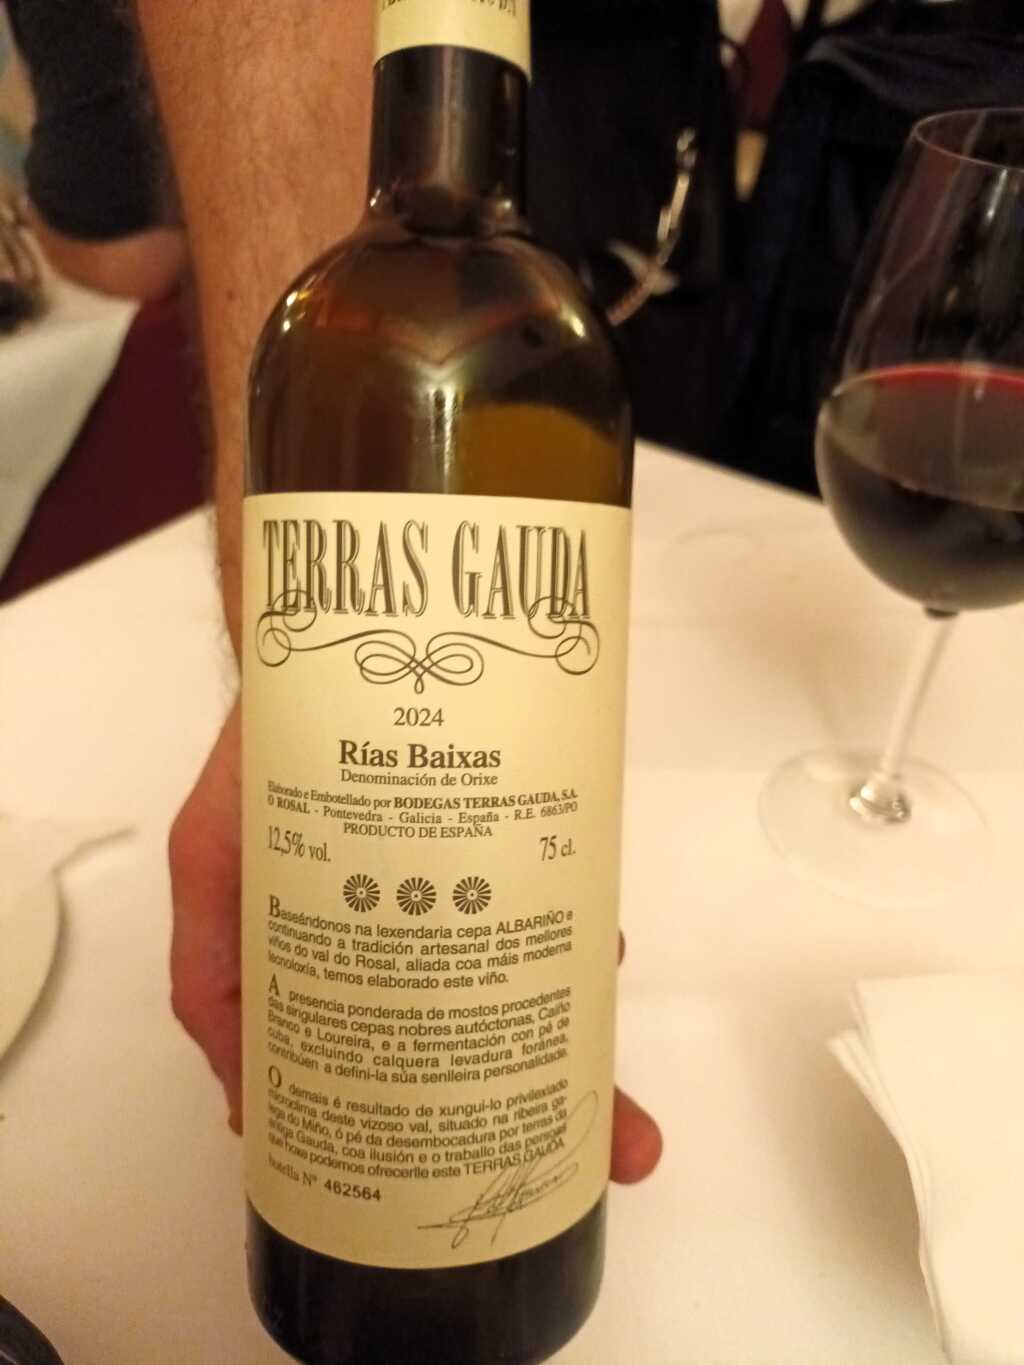 TERRAS GAUDA
2024
Rías Baixas
Denominación de Orixe
Elaborado e Embotellado por BODEGAS TERRAS GAUDA, S.A.
O ROSAL - Pontevedra - Galicia - España - R.E. 6863/PO
PRODUCTO DE ESPAÑA
12,5% vol.
75 cl.
Baseándonos na lexendaria cepa ALBARIÑO e
continuando a tradición artesanal dos mellores
viños do val do Rosal, aliada coa máis moderna
tecnoloxía, temos elaborado este viño.
A presencia ponderada de mostos procedentes
das singulares cepas nobres autóctonas, Caíño
Branco e Loureira, e a fermentación con pé de
cuba, excluíndo calquera levadura foránea,
contribúen a definí-la súa senlleira personalidade.
O demais é resultado de xungui-lo privilexiado
microclima deste vizoso val, situado na ribeira ga-
lega do Miño, ó pé da desembocadura por terras da
antiga Gauda, coa ilusión e o traballo das persoas
que hoxe podemos ofrecerlle este TERRAS GAUDA
botella Nº 462564